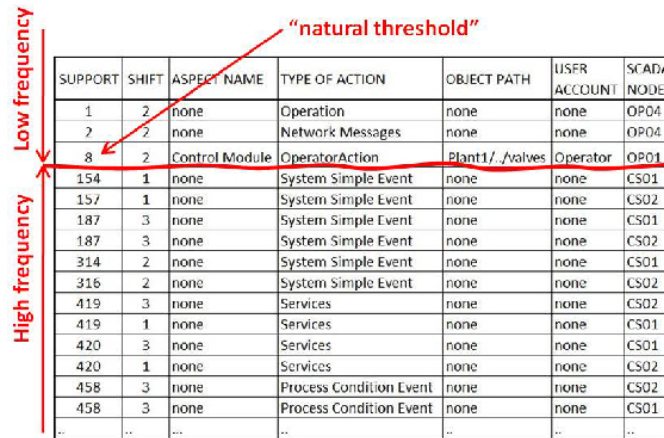 "natural threshold"
Low frequency
High frequency
SUPPORT SHIFT ASPECT NAME TYPE OF ACTION OBJECT PATH USER ACCOUNT SCADA NODE
1 2 none Operation none none OP04
2 2 none Network Messages none none OP04
8 2 Control Module OperatorAction Plant1/../valves Operator OP01
154 1 none System Simple Event none none CS01
157 1 none System Simple Event none none CS02
187 3 none System Simple Event none none CS01
187 3 none System Simple Event none none CS02
314 2 none System Simple Event none none CS01
316 2 none System Simple Event none none CS02
419 3 none Services none none CS02
419 1 none Services none none CS01
420 3 none Services none none CS01
420 1 none Services none none CS02
458 3 none Process Condition Event none none CS02
458 3 none Process Condition Event none none CS01
.. .. .. .. .. .. ..